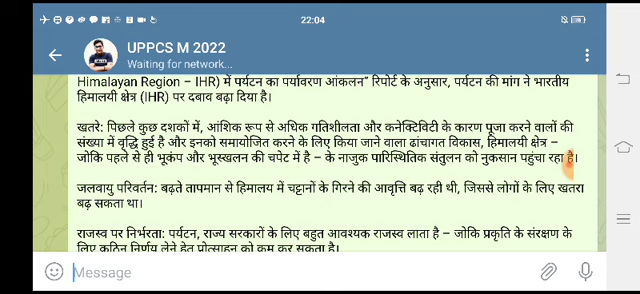 22:04
UPPCS M 2022
Waiting for network...
Himalayan Region – IHR) में पर्यटन का पर्यावरण आंकलन" रिपोर्ट के अनुसार, पर्यटन की मांग ने भारतीय
हिमालयी क्षेत्र (IHR) पर दबाव बढ़ा दिया है।
खतरे: पिछले कुछ दशकों में, आंशिक रूप से अधिक गतिशीलता और कनेक्टिविटी के कारण पूजा करने वालों की
संख्या में वृद्धि हुई है और इनको समायोजित करने के लिए किया जाने वाला ढांचागत विकास, हिमालयी क्षेत्र –
जोकि पहले से ही भूकंप और भूस्खलन की चपेट में है – के नाजुक पारिस्थितिक संतुलन को नुकसान पहुंचा रहा है।
जलवायु परिवर्तन: बढ़ते तापमान से हिमालय में चट्टानों के गिरने की आवृत्ति बढ़ रही थी, जिससे लोगों के लिए खतरा
बढ़ सकता था।
राजस्व पर निर्भरता: पर्यटन, राज्य सरकारों के लिए बहुत आवश्यक राजस्व लाता है – जोकि प्रकृति के संरक्षण के
लिए कठिन निर्णय लेने हेतु प्रोत्साहन को कम कर सकता है।
Message